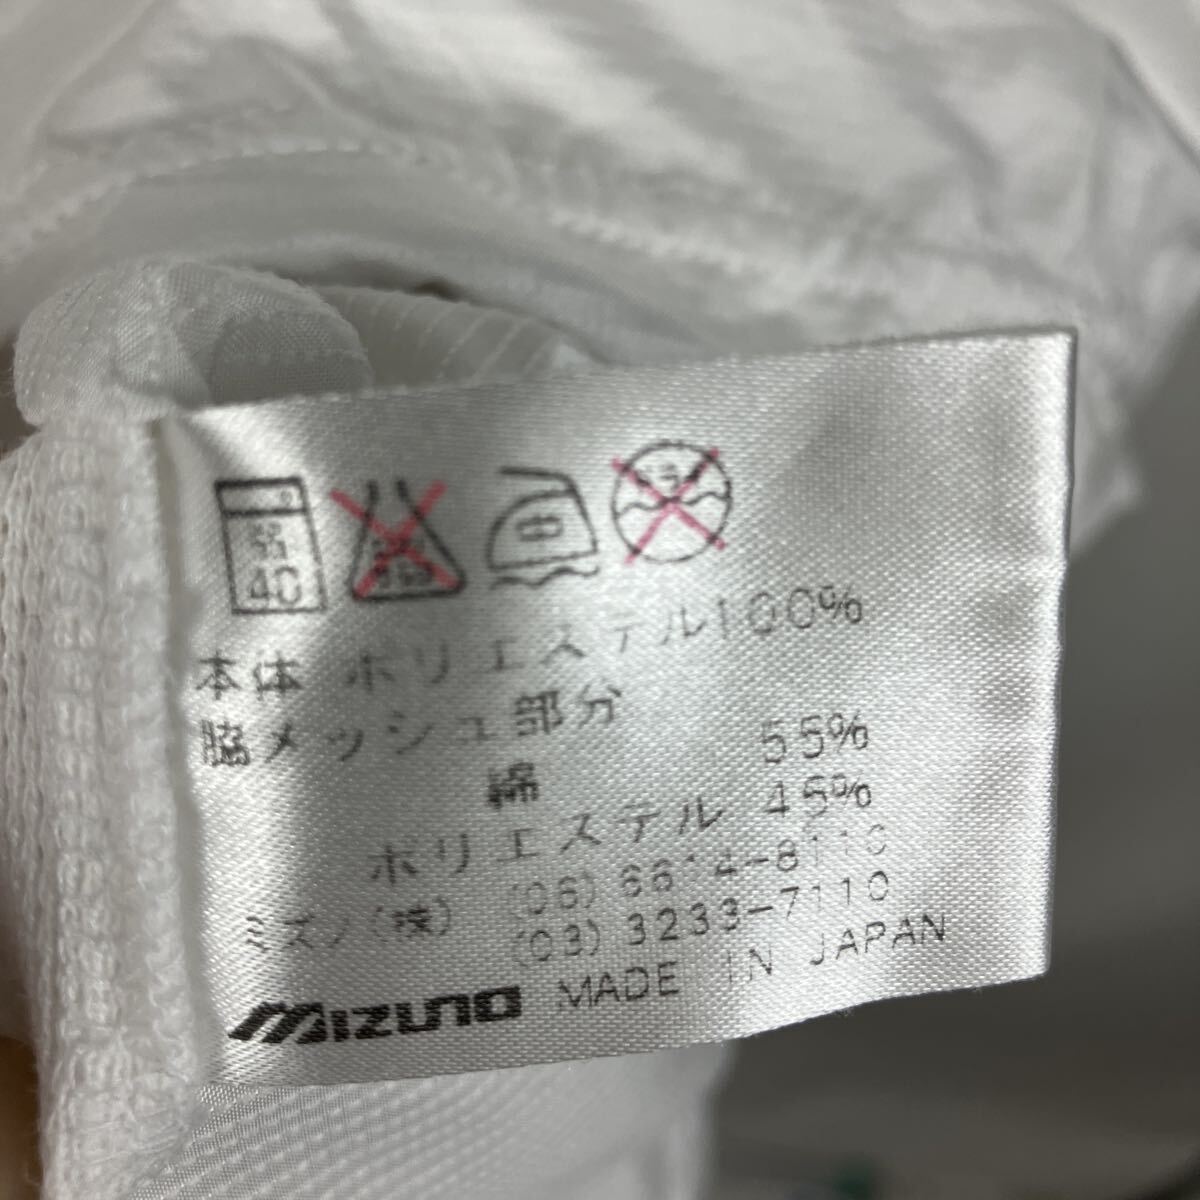 40
中
本体 ポリエステル100%
脇メッシュ部分
綿 55%
ポリエステル 45%
ミズノ(株) (06)6614-8110
(03)3233-7110
MIZUNO MADE IN JAPAN